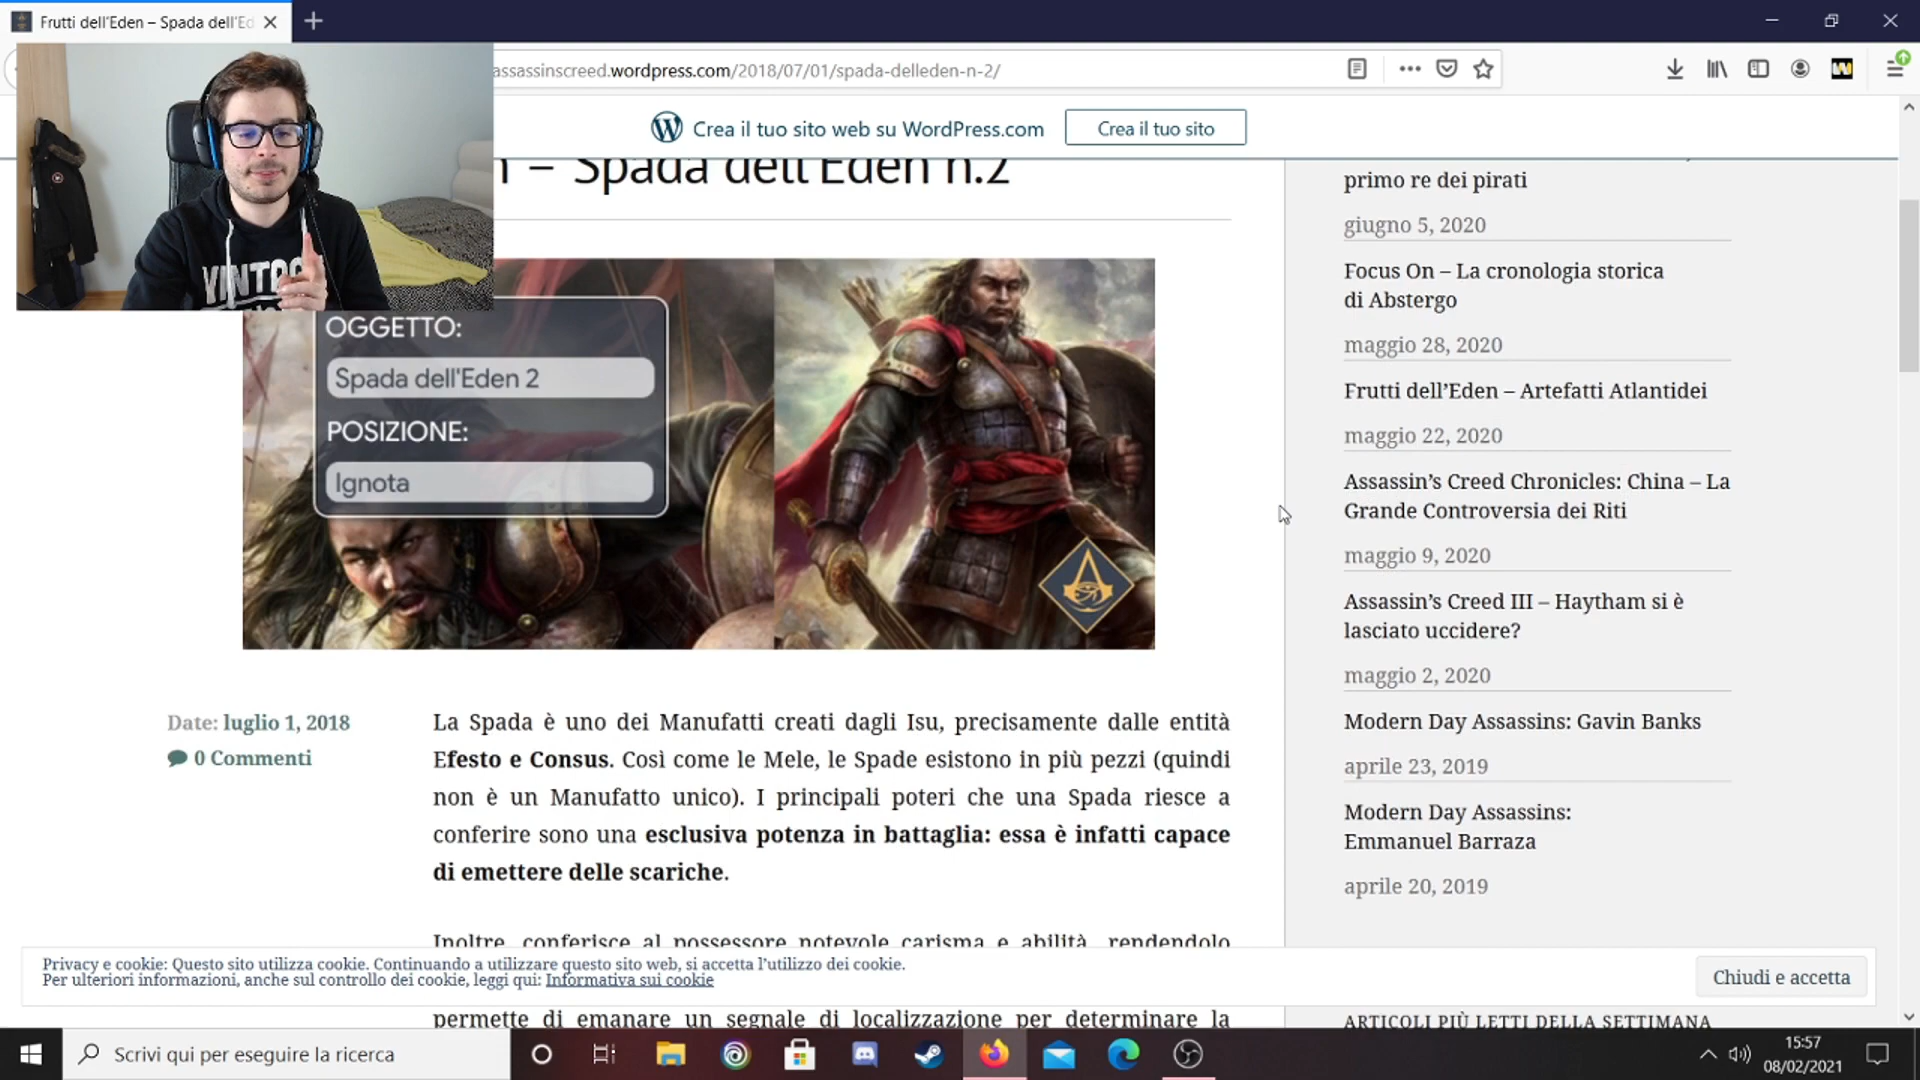 Frutti dell'Eden – Spada dell'Ed
assassinscreed.wordpress.com/2018/07/01/spada-delleden-n-2/
Crea il tuo sito web su WordPress.com
Crea il tuo sito
– Spada dell'Eden n.2
OGGETTO:
Spada dell'Eden 2
POSIZIONE:
Ignota
Date: luglio 1, 2018
0 Commenti
La Spada è uno dei Manufatti creati dagli Isu, precisamente dalle entità
Efesto e Consus. Così come le Mele, le Spade esistono in più pezzi (quindi
non è un Manufatto unico). I principali poteri che una Spada riesce a
conferire sono una esclusiva potenza in battaglia: essa è infatti capace
di emettere delle scariche.
Inoltre, conferisce al possessore notevole carisma e abilità, rendendolo
permette di emanare un segnale di localizzazione per determinare la
primo re dei pirati
giugno 5, 2020
Focus On – La cronologia storica
di Abstergo
maggio 28, 2020
Frutti dell'Eden – Artefatti Atlantidei
maggio 22, 2020
Assassin's Creed Chronicles: China – La
Grande Controversia dei Riti
maggio 9, 2020
Assassin's Creed III – Haytham si è
lasciato uccidere?
maggio 2, 2020
Modern Day Assassins: Gavin Banks
aprile 23, 2019
Modern Day Assassins:
Emmanuel Barraza
aprile 20, 2019
ARTICOLI PIÙ LETTI DELLA SETTIMANA
Privacy e cookie: Questo sito utilizza cookie. Continuando a utilizzare questo sito web, si accetta l'utilizzo dei cookie.
Per ulteriori informazioni, anche sul controllo dei cookie, leggi qui: Informativa sui cookie
Chiudi e accetta
Scrivi qui per eseguire la ricerca
15:57
08/02/2021